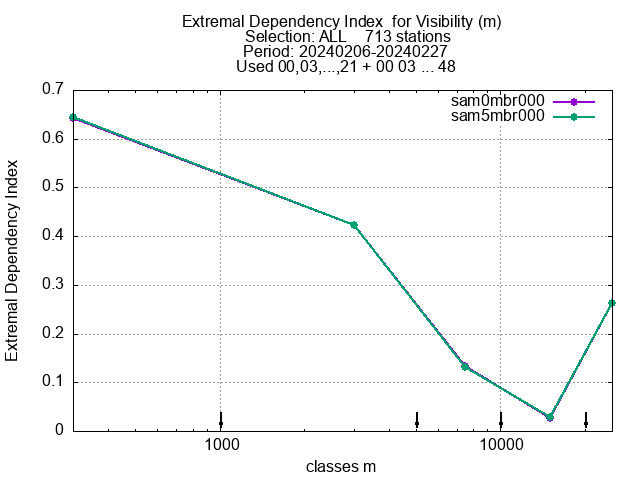 Extremal Dependency Index  for Visibility (m)
Selection: ALL    713 stations
Period: 20240206-20240227
Used 00,03,...,21 + 00 03 ... 48
sam0mbr000
sam5mbr000
0.7
0.6
0.5
0.4
0.3
0.2
0.1
0
Extremal Dependency Index
1000
10000
classes m